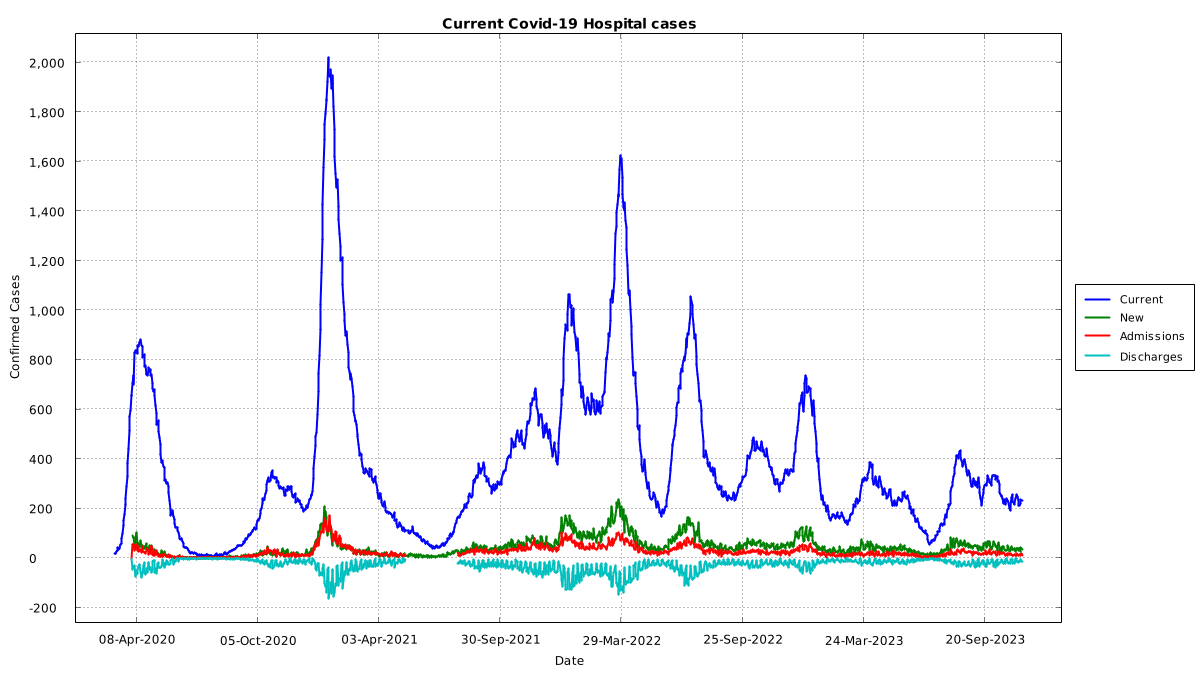 Current Covid-19 Hospital cases
2,000
1,800
1,600
1,400
1,200
1,000
800
600
400
200
0
-200
Confirmed Cases
08-Apr-2020 05-Oct-2020 03-Apr-2021 30-Sep-2021 29-Mar-2022 25-Sep-2022 24-Mar-2023 20-Sep-2023
Date
Current
New
Admissions
Discharges